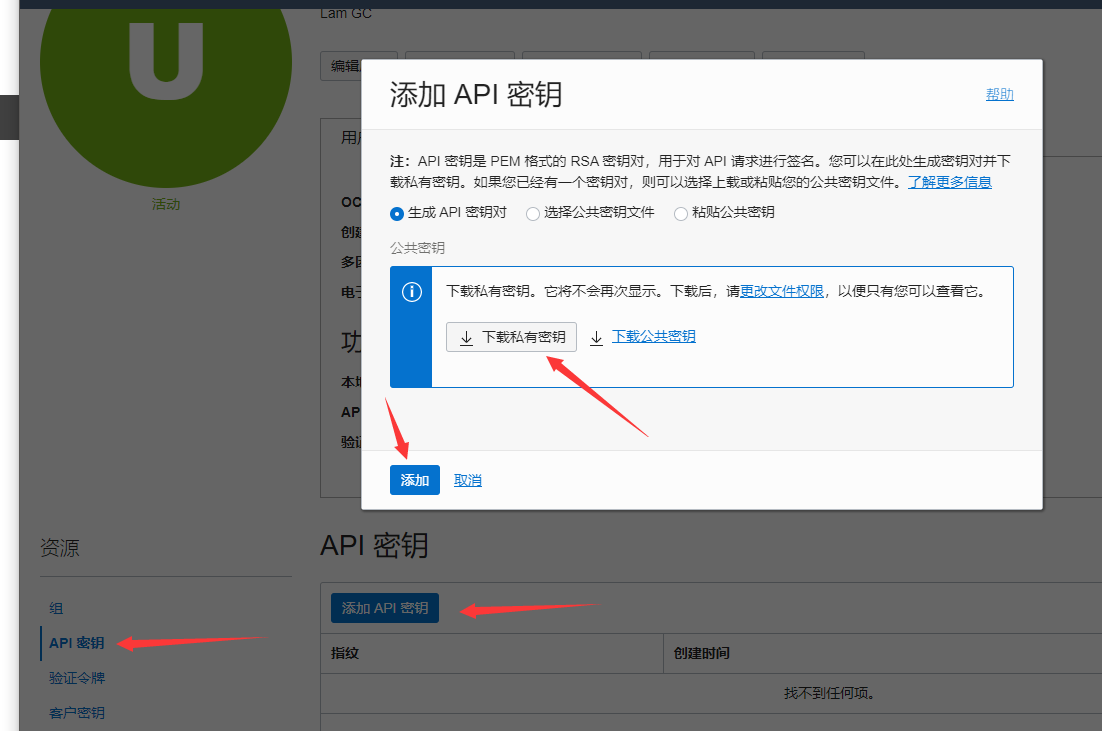 Lam GC
U
编辑
活动
添加 API 密钥
帮助
注：API 密钥是 PEM 格式的 RSA 密钥对，用于对 API 请求进行签名。您可以在此处生成密钥对并下
载私有密钥。如果您已经有一个密钥对，则可以选择上载或粘贴您的公共密钥文件。了解更多信息
生成 API 密钥对 选择公共密钥文件 粘贴公共密钥
公共密钥
下载私有密钥。它将不会再次显示。下载后，请更改文件权限，以便只有您可以查看它。
下载私有密钥 下载公共密钥
添加 取消
用户
OC
创建
多因
电子
功
本地
AP
验证
资源
组
API 密钥
验证令牌
客户密钥
API 密钥
添加 API 密钥
指纹 创建时间
找不到任何项。